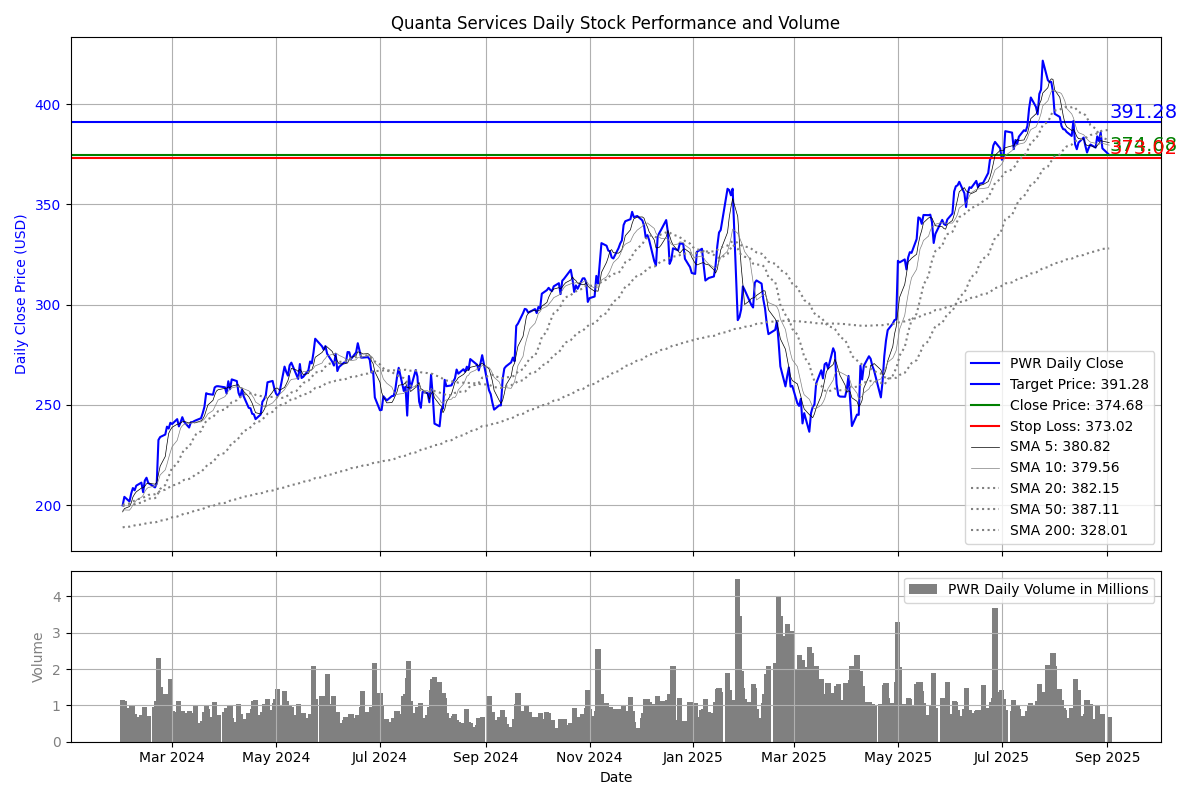 Quanta Services Daily Stock Performance and Volume
Daily Close Price (USD)
400
350
300
250
200
391.28
374.68
373.02
PWR Daily Close
Target Price: 391.28
Close Price: 374.68
Stop Loss: 373.02
SMA 5: 380.82
SMA 10: 379.56
SMA 20: 382.15
SMA 50: 387.11
SMA 200: 328.01
Volume
4
3
2
1
0
PWR Daily Volume in Millions
Mar 2024 May 2024 Jul 2024 Sep 2024 Nov 2024 Jan 2025 Mar 2025 May 2025 Jul 2025 Sep 2025
Date